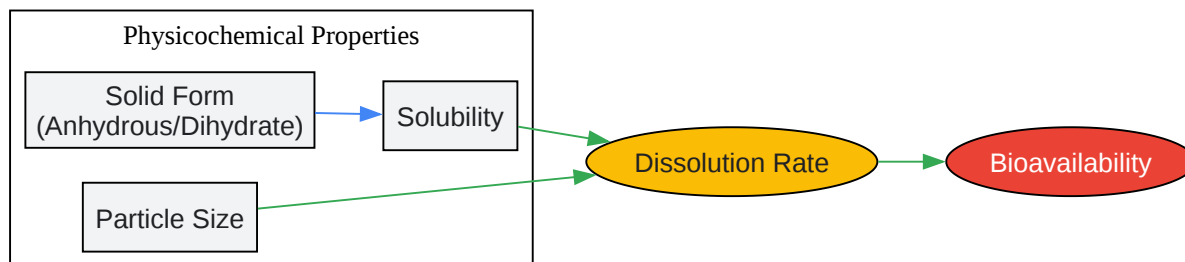 Physicochemical Properties
Solid Form
(Anhydrous/Dihydrate)
Solubility
Particle Size
Dissolution Rate
Bioavailability